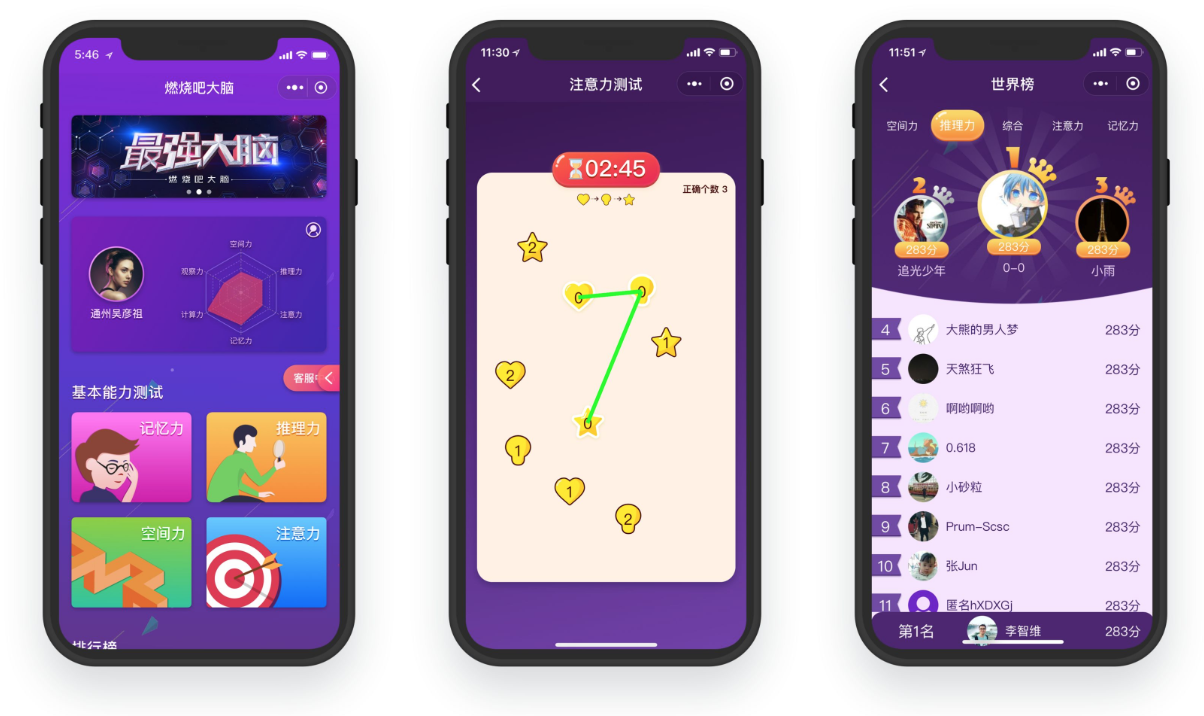 5:46
燃烧吧大脑
最强大脑
燃烧吧大脑
空间力
观察力
推理力
计算力
注意力
记忆力
通州吴彦祖
客服
基本能力测试
记忆力
推理力
空间力
注意力
排行榜
11:30
注意力测试
02:45
正确个数 3
2
0
0
1
2
0
1
1
2
11:51
世界榜
空间力
推理力
综合
注意力
记忆力
1
2
3
283分
283分
283分
追光少年
0-0
小雨
4 大熊的男人梦 283分
5 天煞狂飞 283分
6 啊哟啊哟 283分
7 0.618 283分
8 小砂粒 283分
9 Prum-Scsc 283分
10 张Jun 283分
11 匿名hXDXGj 283分
第1名 李智维 283分